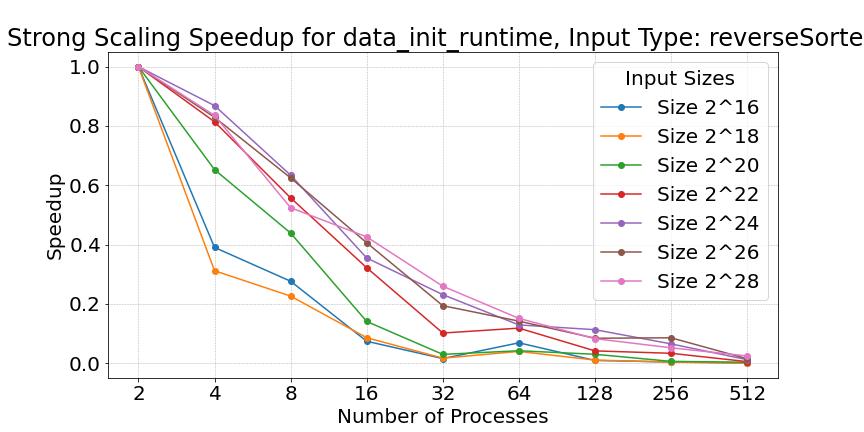 Strong Scaling Speedup for data_init_runtime, Input Type: reverseSorte
1.0
0.8
0.6
0.4
0.2
0.0
Speedup
Input Sizes
Size 2^16
Size 2^18
Size 2^20
Size 2^22
Size 2^24
Size 2^26
Size 2^28
2 4 8 16 32 64 128 256 512
Number of Processes